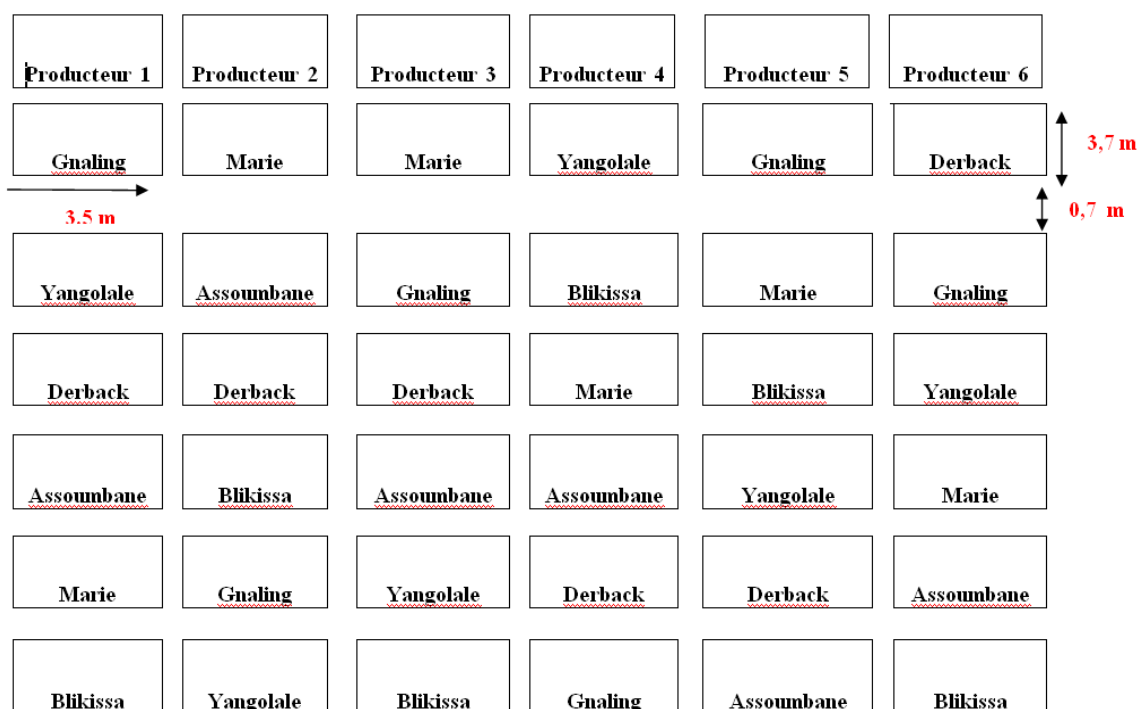 Producteur 1 Producteur 2 Producteur 3 Producteur 4 Producteur 5 Producteur 6
3,7 m
Gnaling Marie Marie Yangolale Gnaling Derback
3.5 m
0,7 m
Yangolale Assoumbane Gnaling Blikissa Marie Gnaling
Derback Derback Derback Marie Blikissa Yangolale
Assoumbane Blikissa Assoumbane Assoumbane Yangolale Marie
Marie Gnaling Yangolale Derback Derback Assoumbane
Blikissa Yangolale Blikissa Gnaling Assoumbane Blikissa